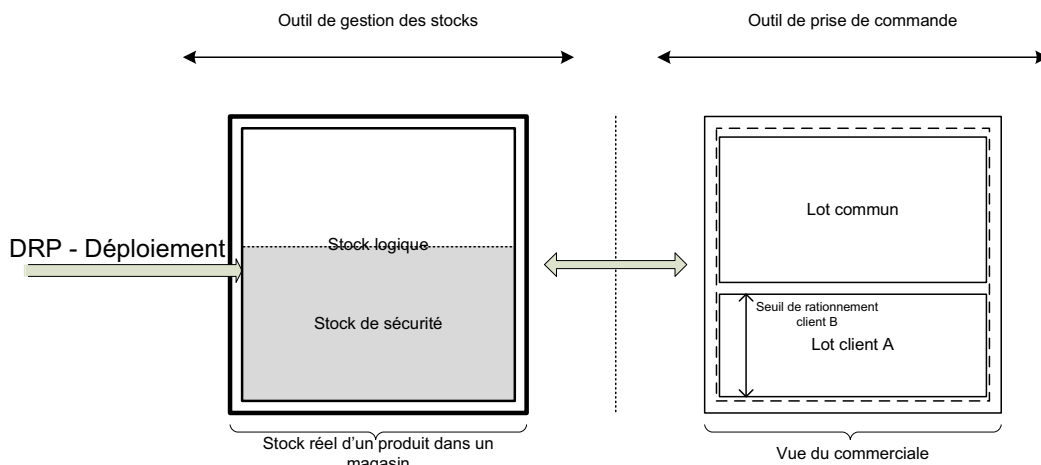 Outil de gestion des stocks
Outil de prise de commande
DRP - Déploiement
Stock logique
Stock de sécurité
Lot commun
Seuil de rationnement
client B
Lot client A
Stock réel d'un produit dans un
magasin
Vue du commerciale